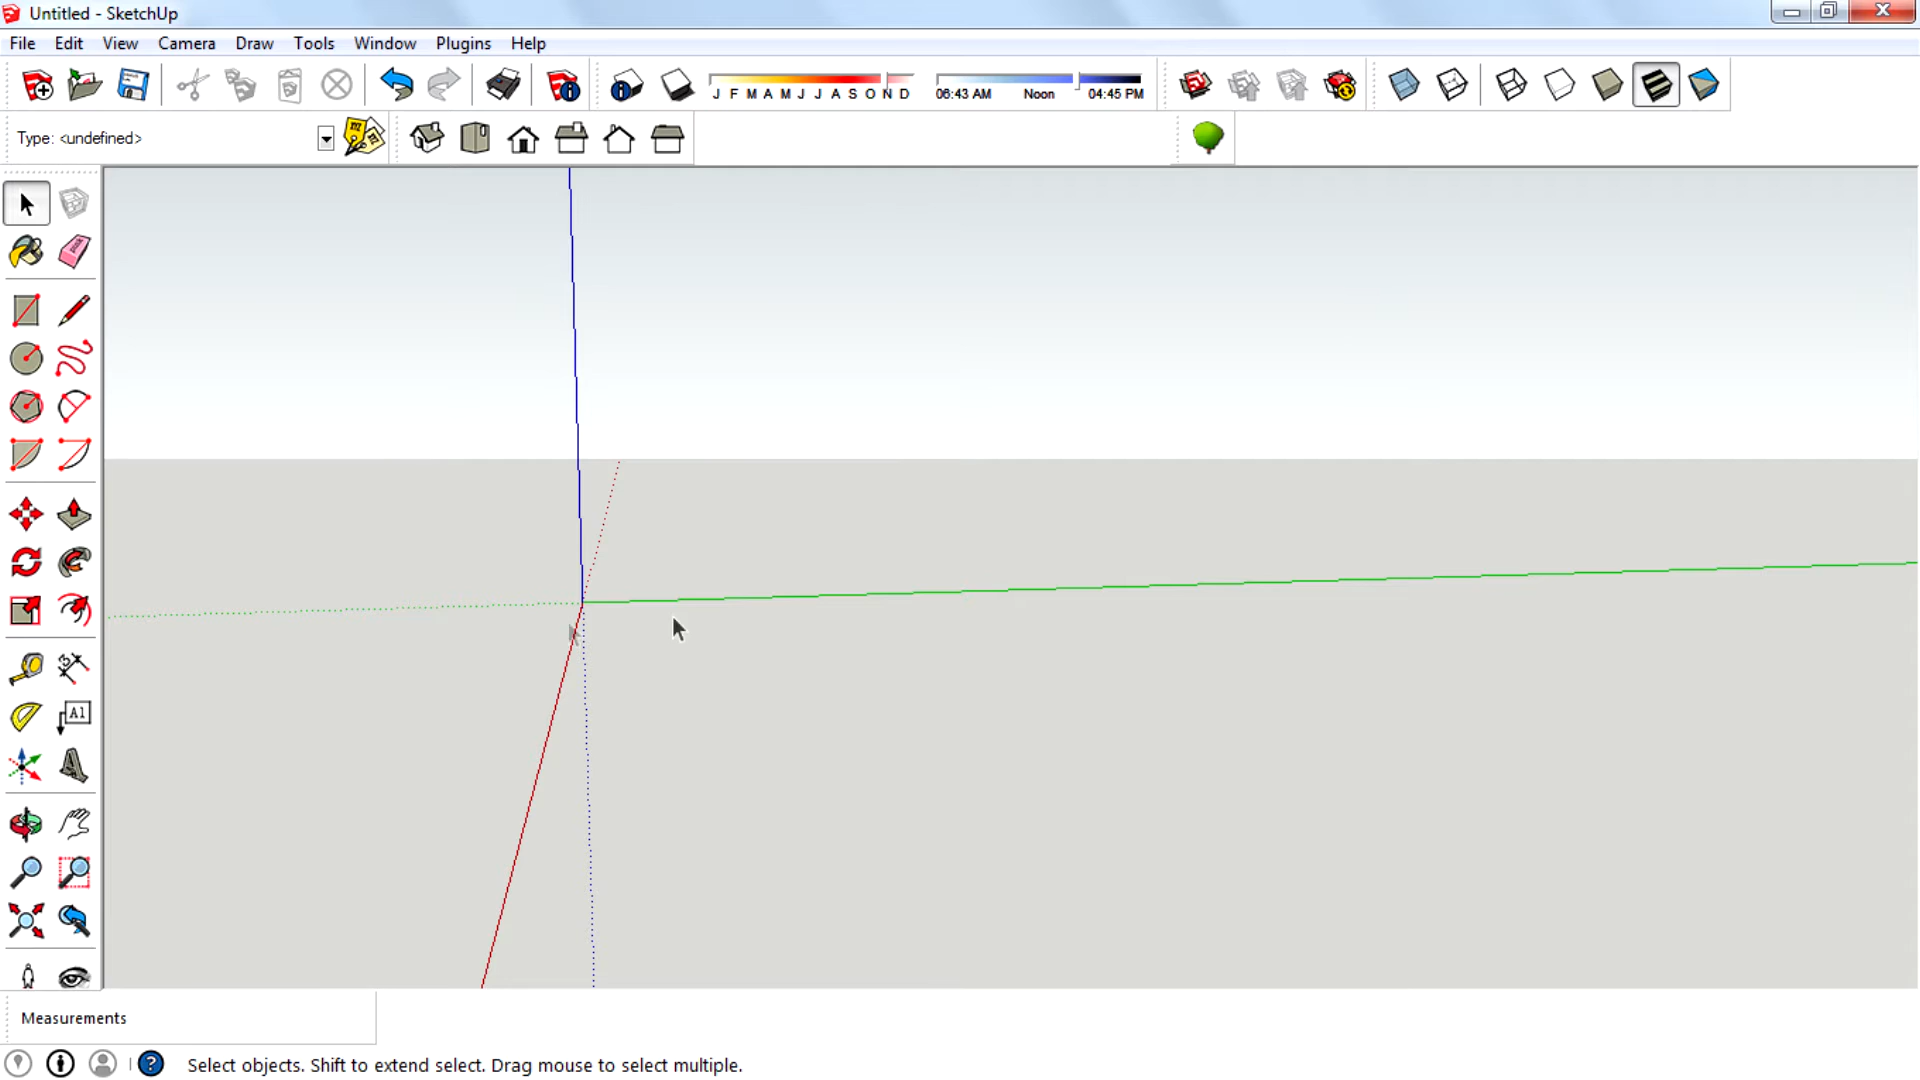 Untitled - SketchUp
File Edit View Camera Draw Tools Window Plugins Help
J F M A M J J A S O N D
06:43 AM Noon 04:45 PM
Type: <undefined>
A1
Measurements
Select objects. Shift to extend select. Drag mouse to select multiple.